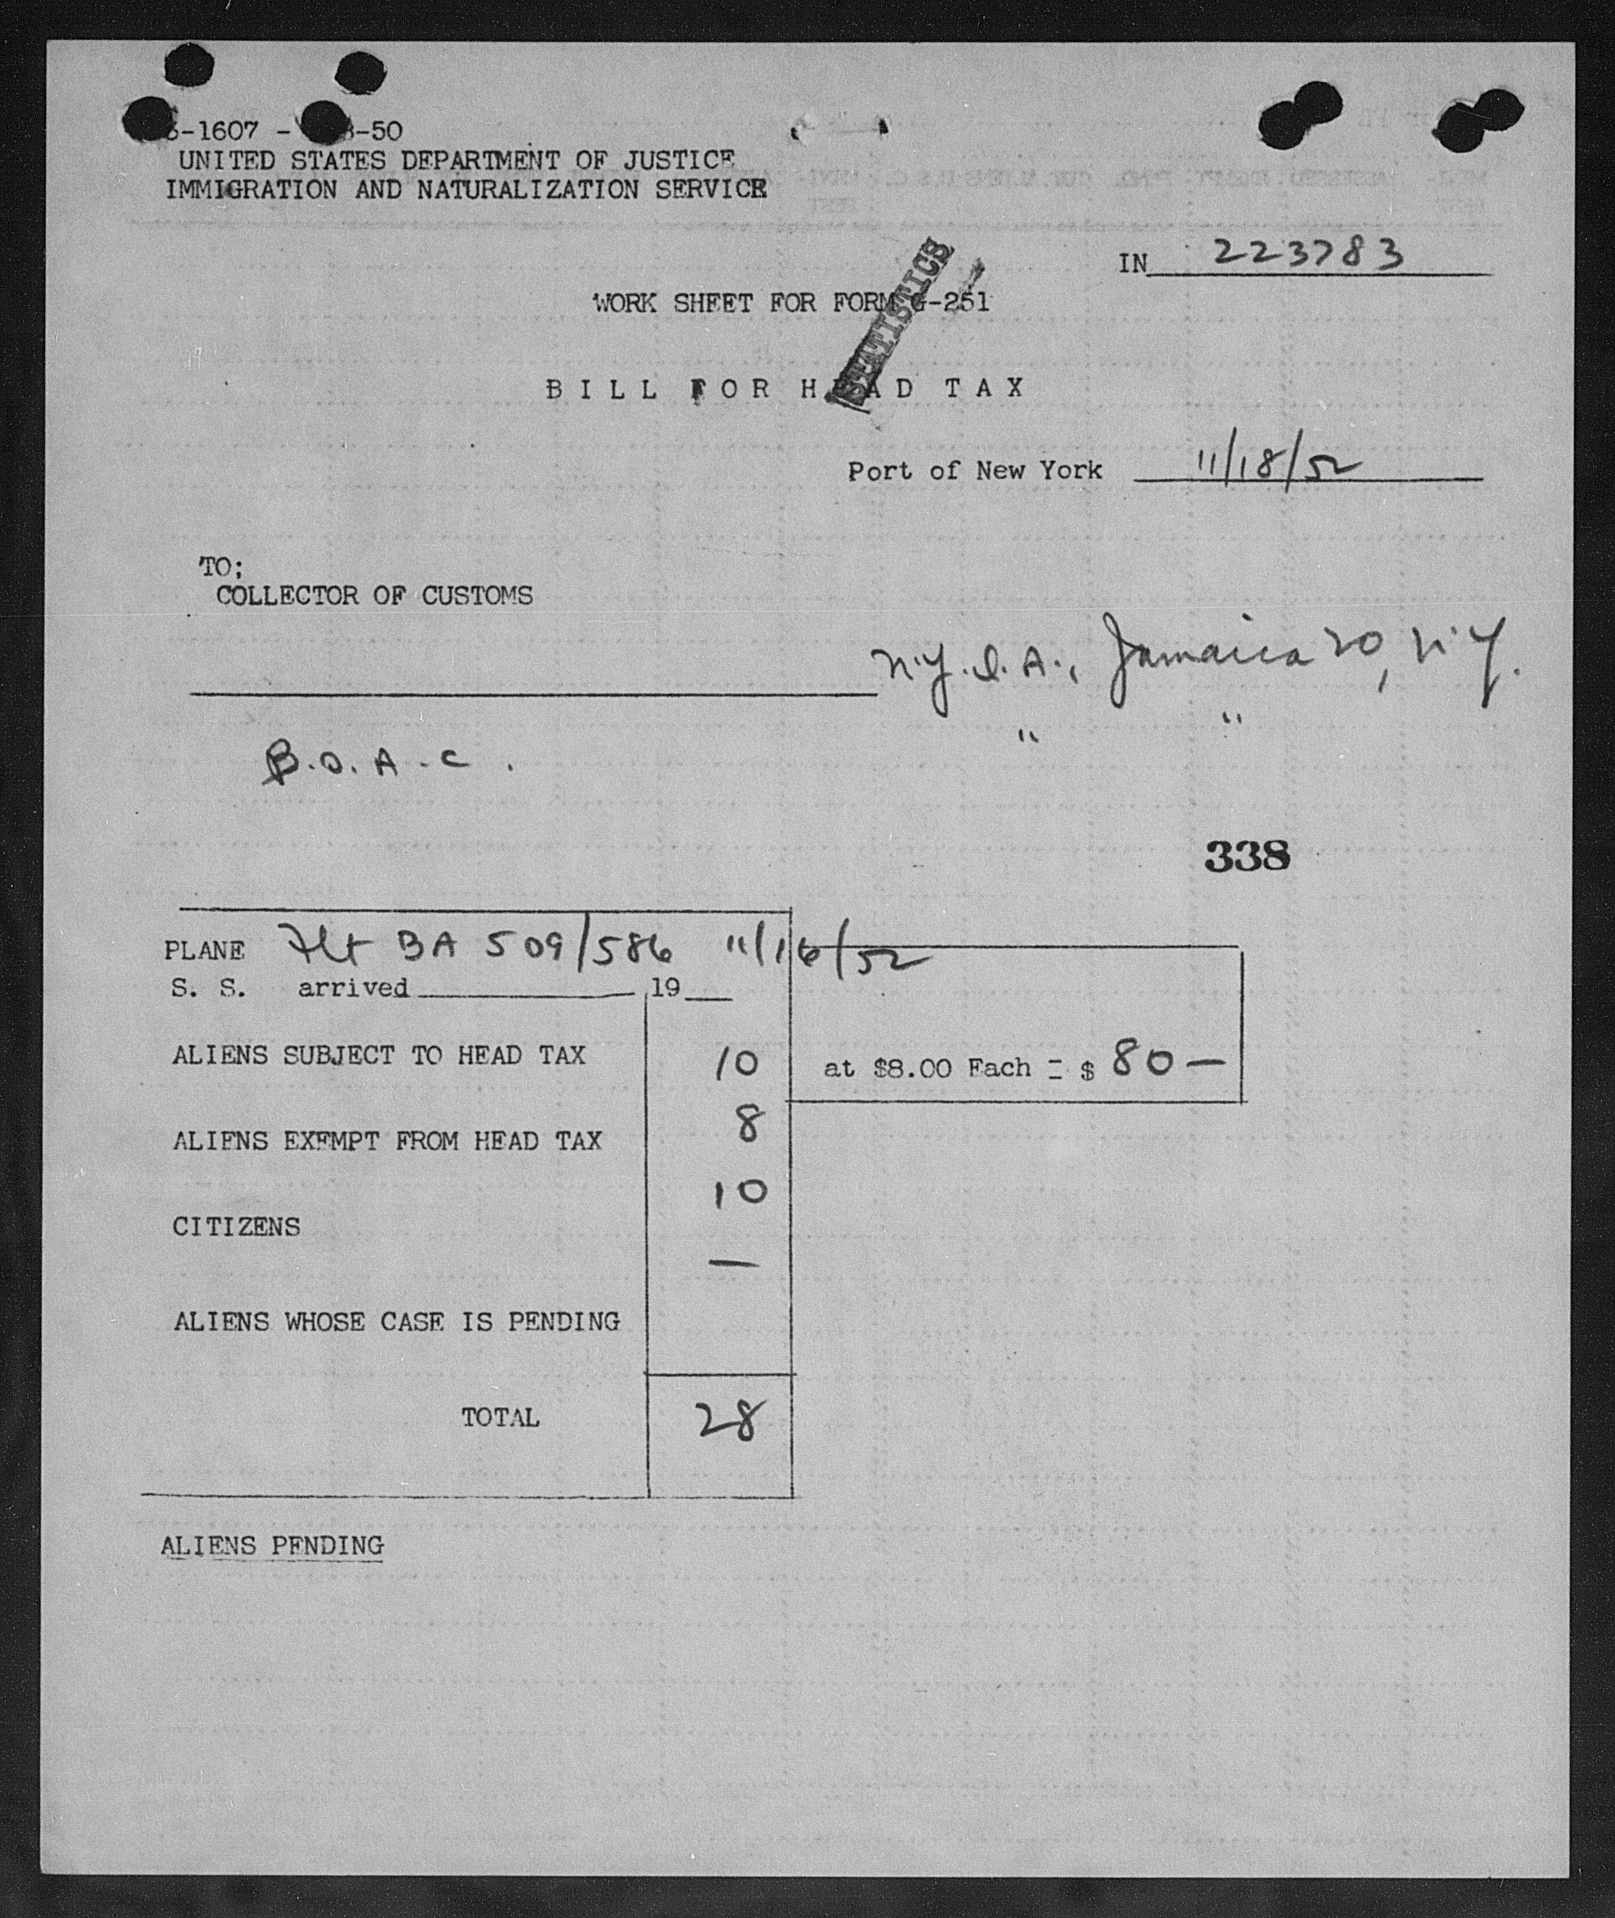 -1607 - -50
UNITED STATES DEPARTMENT OF JUSTICE
IMMIGRATION AND NATURALIZATION SERVICE
IN 223783
STATISTICS
WORK SHEET FOR FORM G-251
BILL FOR HEAD TAX
Port of New York 11/18/52
TO;
COLLECTOR OF CUSTOMS
N.Y.I.A., Jamaica 20, N.Y.
" "
B.O.A.C.
338
PLANE Flt BA 509/586 11/16/52
S. S. arrived 19
ALIENS SUBJECT TO HEAD TAX 10 at $8.00 Each = $ 80 —
ALIENS EXEMPT FROM HEAD TAX 8
CITIZENS 10
ALIENS WHOSE CASE IS PENDING —
TOTAL 28
ALIENS PENDING